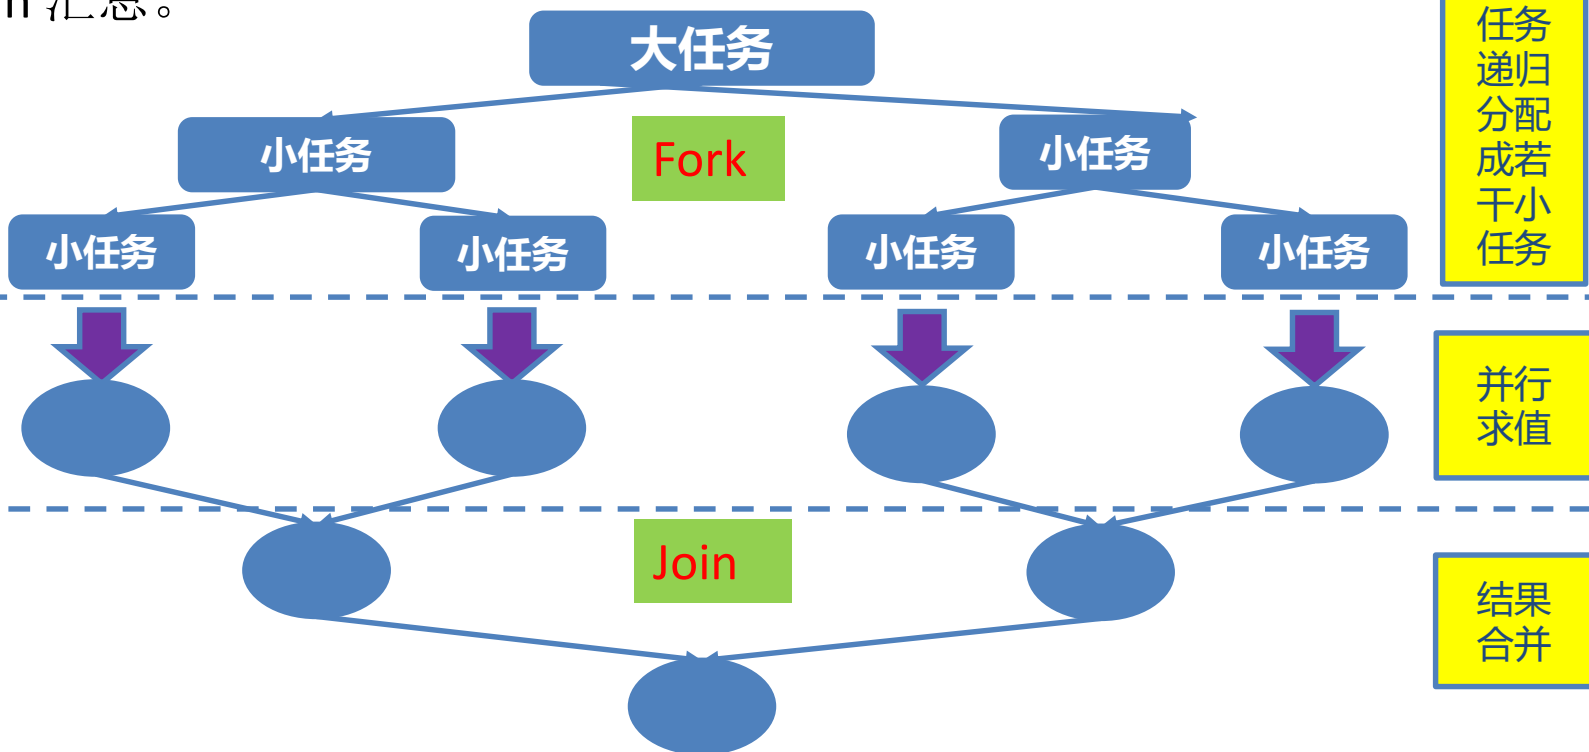 n 汇总。
大任务
小任务
Fork
小任务
小任务
小任务
小任务
小任务
任务
递归
分配
成若
干小
任务
并行
求值
Join
结果
合并